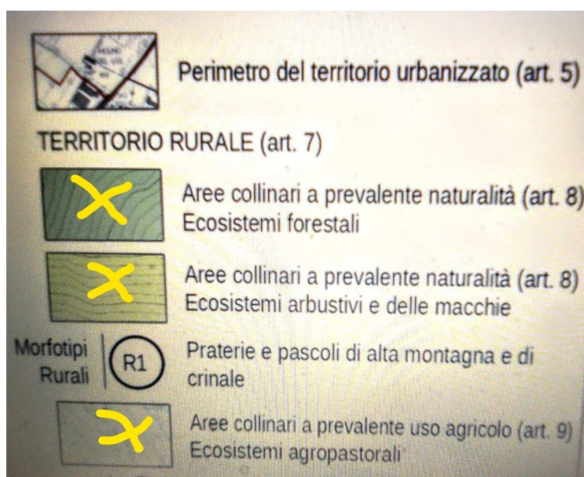 Perimetro del territorio urbanizzato (art. 5)
TERRITORIO RURALE (art. 7)
Aree collinari a prevalente naturalità (art. 8)
Ecosistemi forestali
Aree collinari a prevalente naturalità (art. 8)
Ecosistemi arbustivi e delle macchie
Morfotipi
Rurali
R1
Praterie e pascoli di alta montagna e di
crinale
Aree collinari a prevalente uso agricolo (art. 9)
Ecosistemi agropastorali